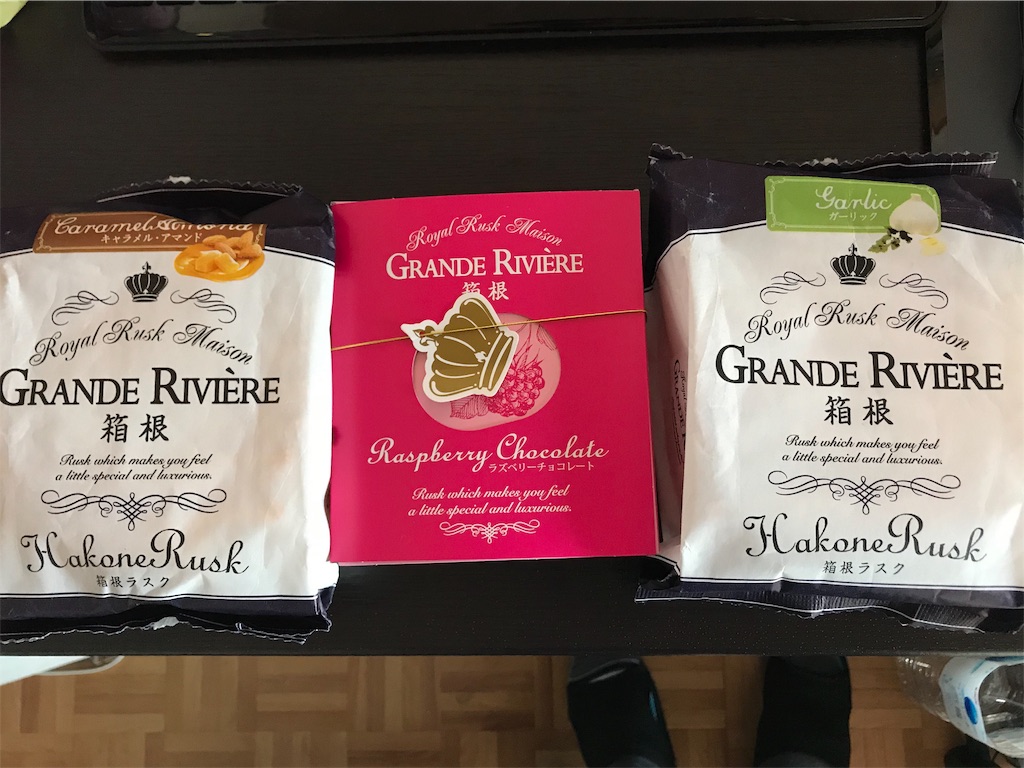 Caramel Almond
キャラメル・アマンド
Royal Rusk Maison
GRANDE RIVIÈRE
箱根
Rusk which makes you feel
a little special and luxurious.
HakoneRusk
箱根ラスク
Royal Rusk Maison
GRANDE RIVIÈRE
箱根
Raspberry Chocolate
ラズベリーチョコレート
Rusk which makes you feel
a little special and luxurious.
Garlic
ガーリック
Royal Rusk Maison
GRANDE RIVIÈRE
箱根
Rusk which makes you feel
a little special and luxurious.
HakoneRusk
箱根ラスク